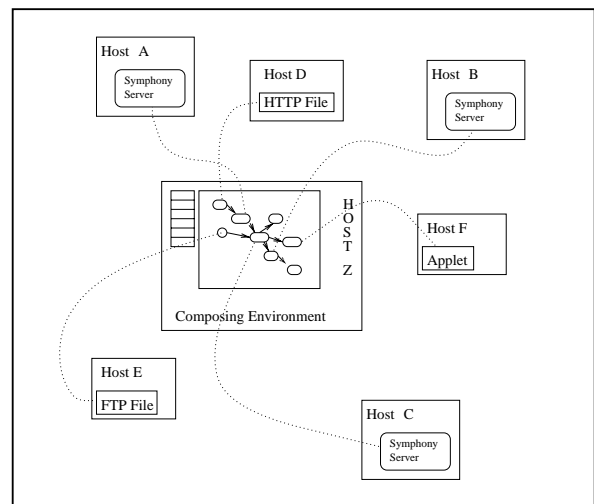 Host A
Symphony
Server
Host D
HTTP File
Host B
Symphony
Server
HOST Z
Composing Environment
Host F
Applet
Host E
FTP File
Host C
Symphony
Server